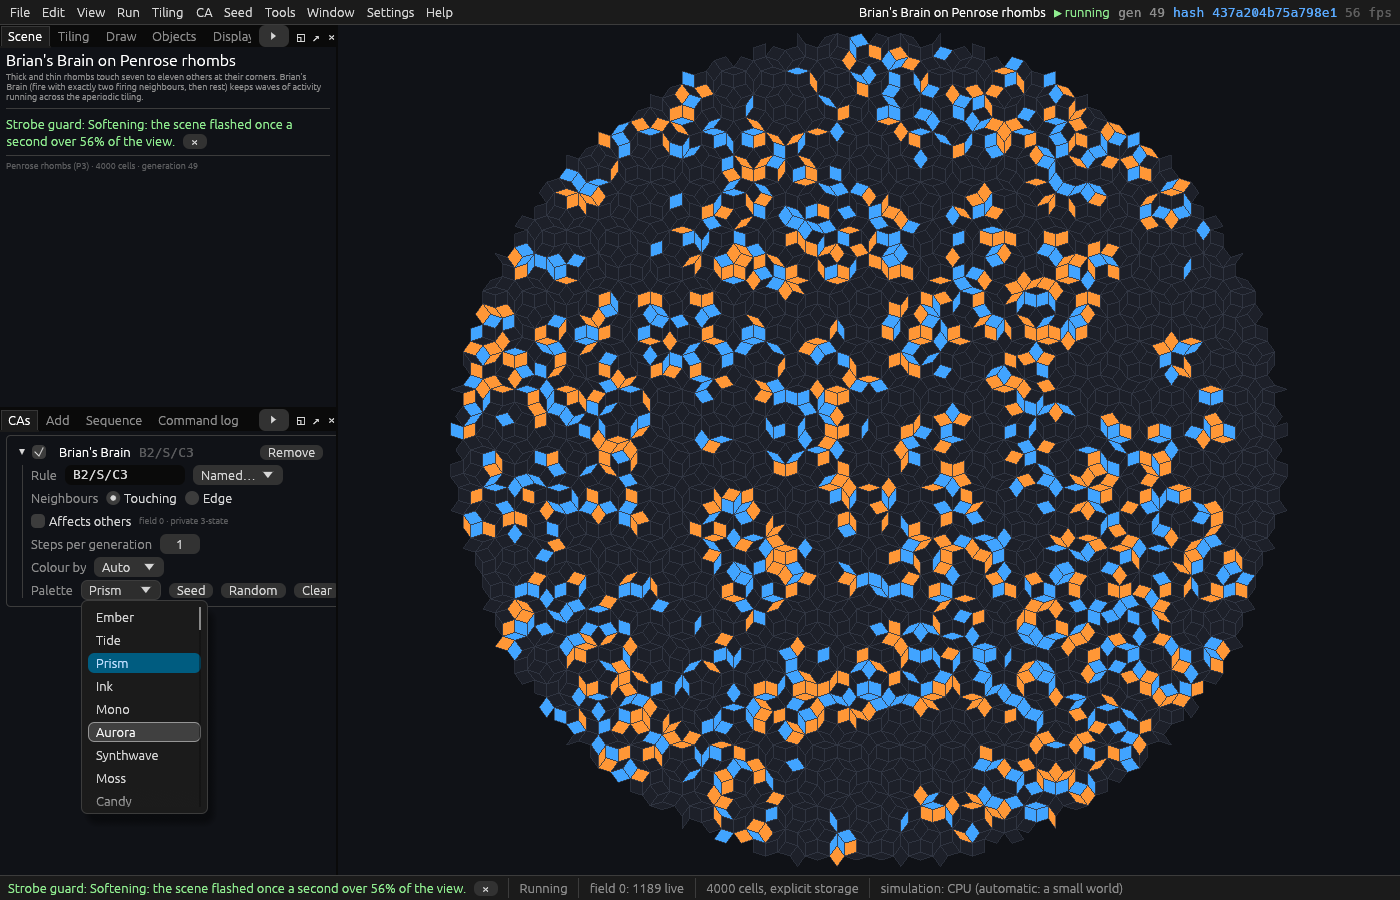 File Edit View Run Tiling CA Seed Tools Window Settings Help
Brian's Brain on Penrose rhombs running gen 49 hash 437a204b75a798e1 56 fps
Scene Tiling Draw Objects Display
Brian's Brain on Penrose rhombs
Thick and thin rhombs touch seven to eleven others at their corners. Brian's
Brain (fire with exactly two firing neighbours, then rest) keeps waves of activity
running across the aperiodic tiling.
Strobe guard: Softening: the scene flashed once a
second over 56% of the view.
Penrose rhombs (P3) · 4000 cells · generation 49
CAs Add Sequence Command log
Brian's Brain B2/S/C3 Remove
Rule B2/S/C3 Named...
Neighbours Touching Edge
Affects others field 0 · private 3-state
Steps per generation 1
Colour by Auto
Palette Prism Seed Random Clear
Ember
Tide
Prism
Ink
Mono
Aurora
Synthwave
Moss
Candy
Strobe guard: Softening: the scene flashed once a second over 56% of the view. Running field 0: 1189 live 4000 cells, explicit storage simulation: CPU (automatic: a small world)